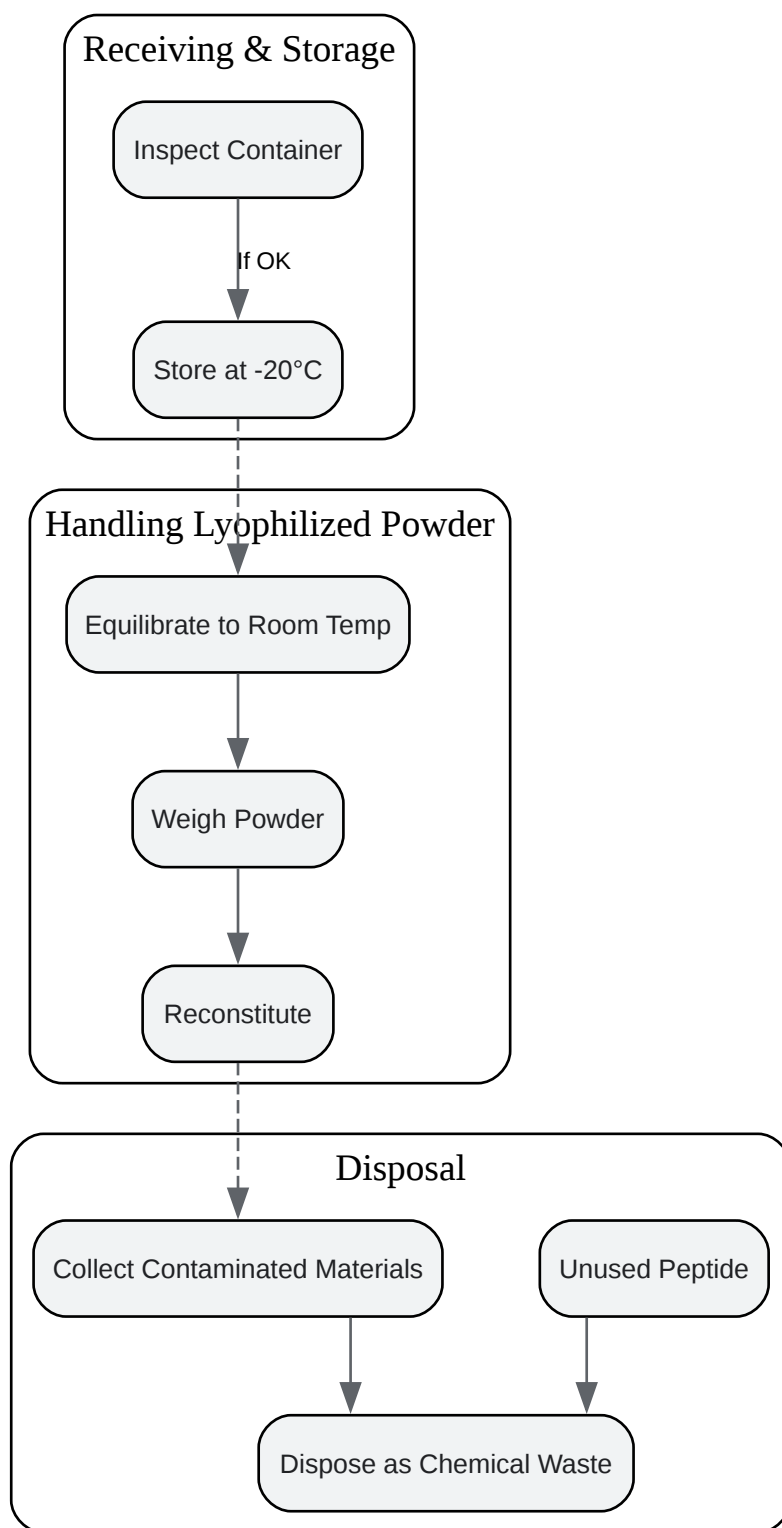 Receiving & Storage
Inspect Container
If OK
Store at -20°C
Handling Lyophilized Powder
Equilibrate to Room Temp
Weigh Powder
Reconstitute
Disposal
Collect Contaminated Materials
Unused Peptide
Dispose as Chemical Waste